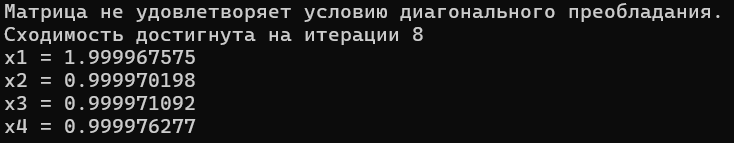 Матрица не удовлетворяет условию диагонального преобладания.
Сходимость достигнута на итерации 8
x1 = 1.999967575
x2 = 0.999970198
x3 = 0.999971092
x4 = 0.999976277